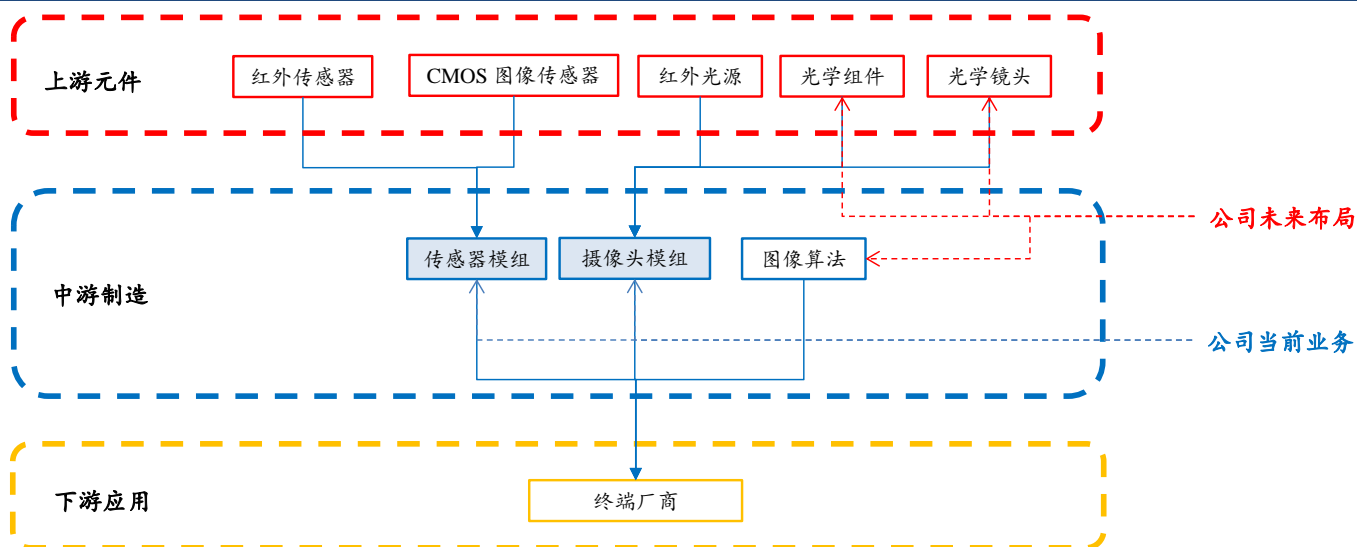 上游元件
红外传感器
CMOS 图像传感器
红外光源
光学组件
光学镜头
公司未来布局
中游制造
传感器模组
摄像头模组
图像算法
公司当前业务
下游应用
终端厂商